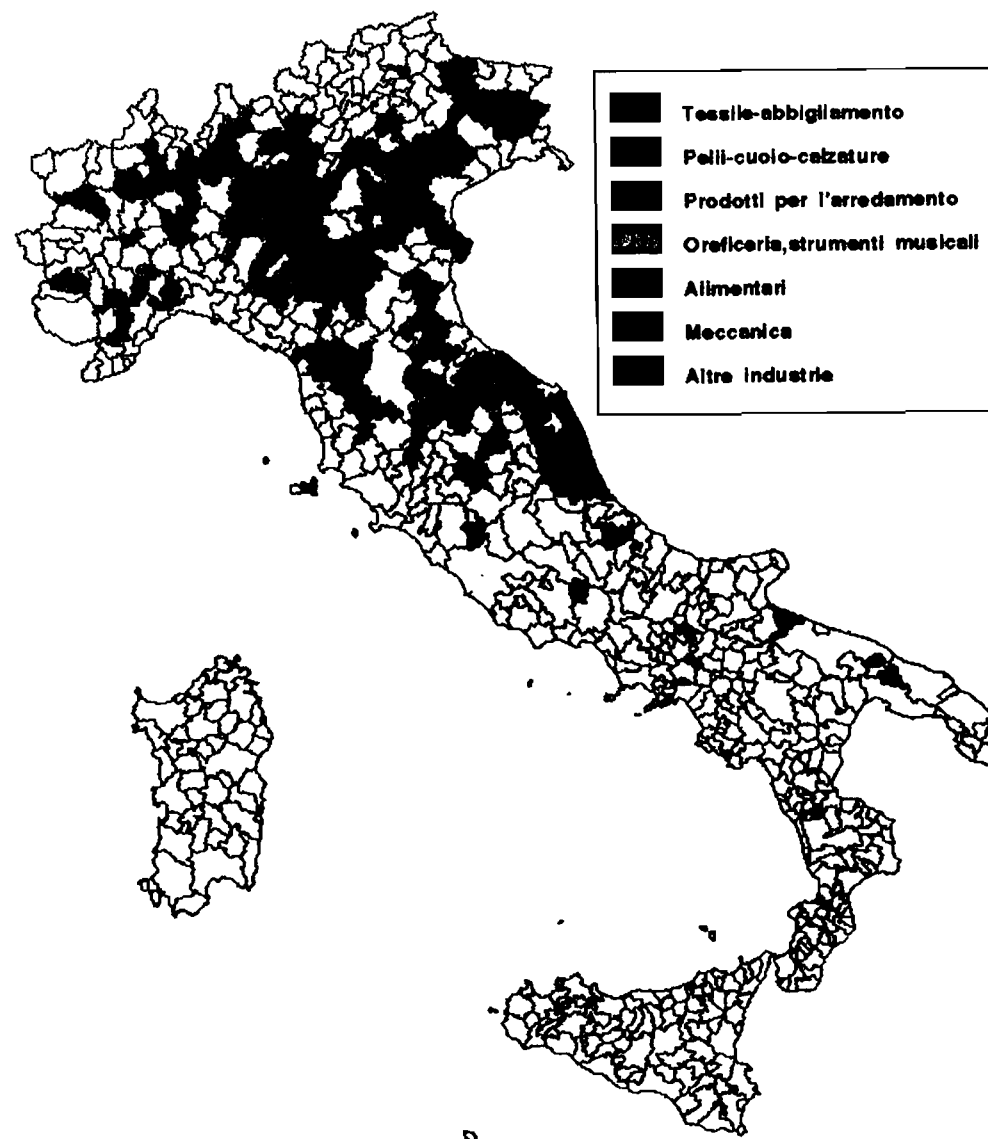 Tessile-abbigliamento
Pelli-cuoio-calzature
Prodotti per l'arredamento
Oreficeria,strumenti musicali
Alimentari
Meccanica
Altre industrie